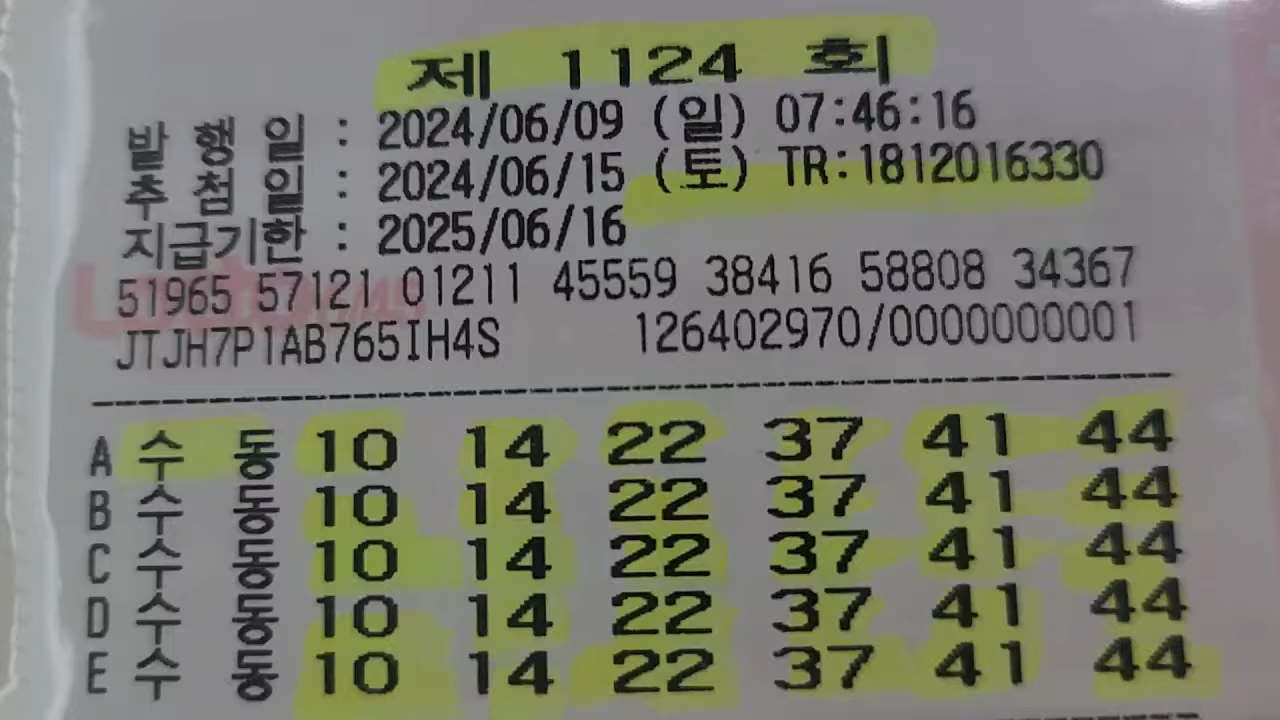 제 1124 회
발 행 일 : 2024/06/09 (일) 07:46:16
추 첨 일 : 2024/06/15 (토) TR:1812016330
지급기한 : 2025/06/16
51965 57121 01211 45559 38416 58808 34367
JTJH7P1AB765IH4S 126402970/0000000001
A 수 동 10 14 22 37 41 44
B 수 동 10 14 22 37 41 44
C 수 동 10 14 22 37 41 44
D 수 동 10 14 22 37 41 44
E 수 동 10 14 22 37 41 44